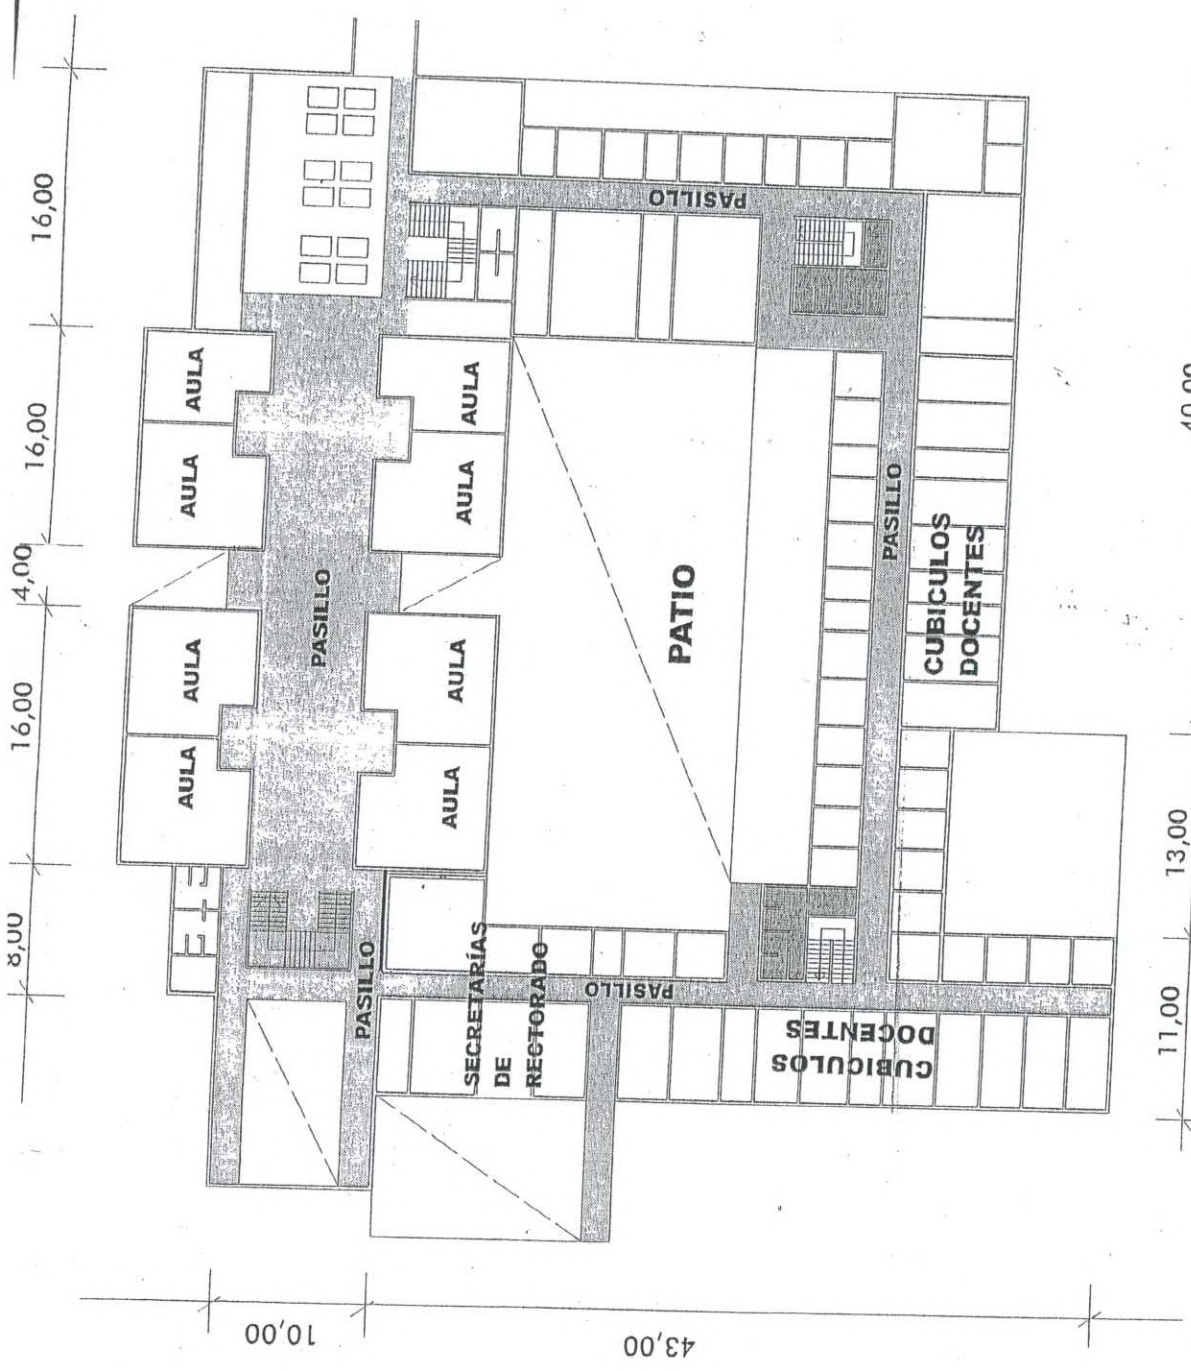 16,00
16,00
4,00
16,00
8,00
AULA
AULA
AULA
AULA
AULA
AULA
AULA
AULA
PASILLO
PASILLO
PASILLO
PASILLO
PASILLO
PATIO
SECRETARÍAS
DE
RECTORADO
CUBICULOS
DOCENTES
CUBICULOS
DOCENTES
10,00
43,00
11,00
13,00
40,00